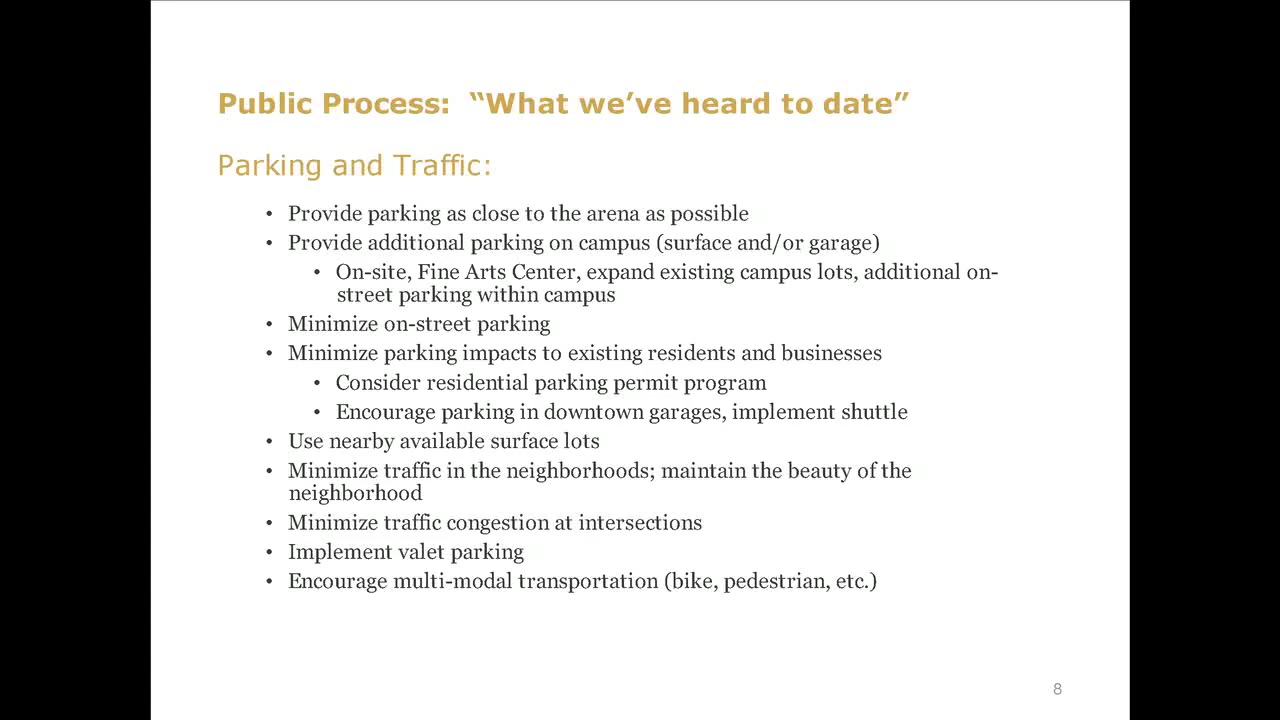 Public Process:  “What we’ve heard to date”
Parking and Traffic:
• Provide parking as close to the arena as possible
• Provide additional parking on campus (surface and/or garage)
• On-site, Fine Arts Center, expand existing campus lots, additional on-
street parking within campus
• Minimize on-street parking
• Minimize parking impacts to existing residents and businesses
• Consider residential parking permit program
• Encourage parking in downtown garages, implement shuttle
• Use nearby available surface lots
• Minimize traffic in the neighborhoods; maintain the beauty of the
neighborhood
• Minimize traffic congestion at intersections
• Implement valet parking
• Encourage multi-modal transportation (bike, pedestrian, etc.)
8